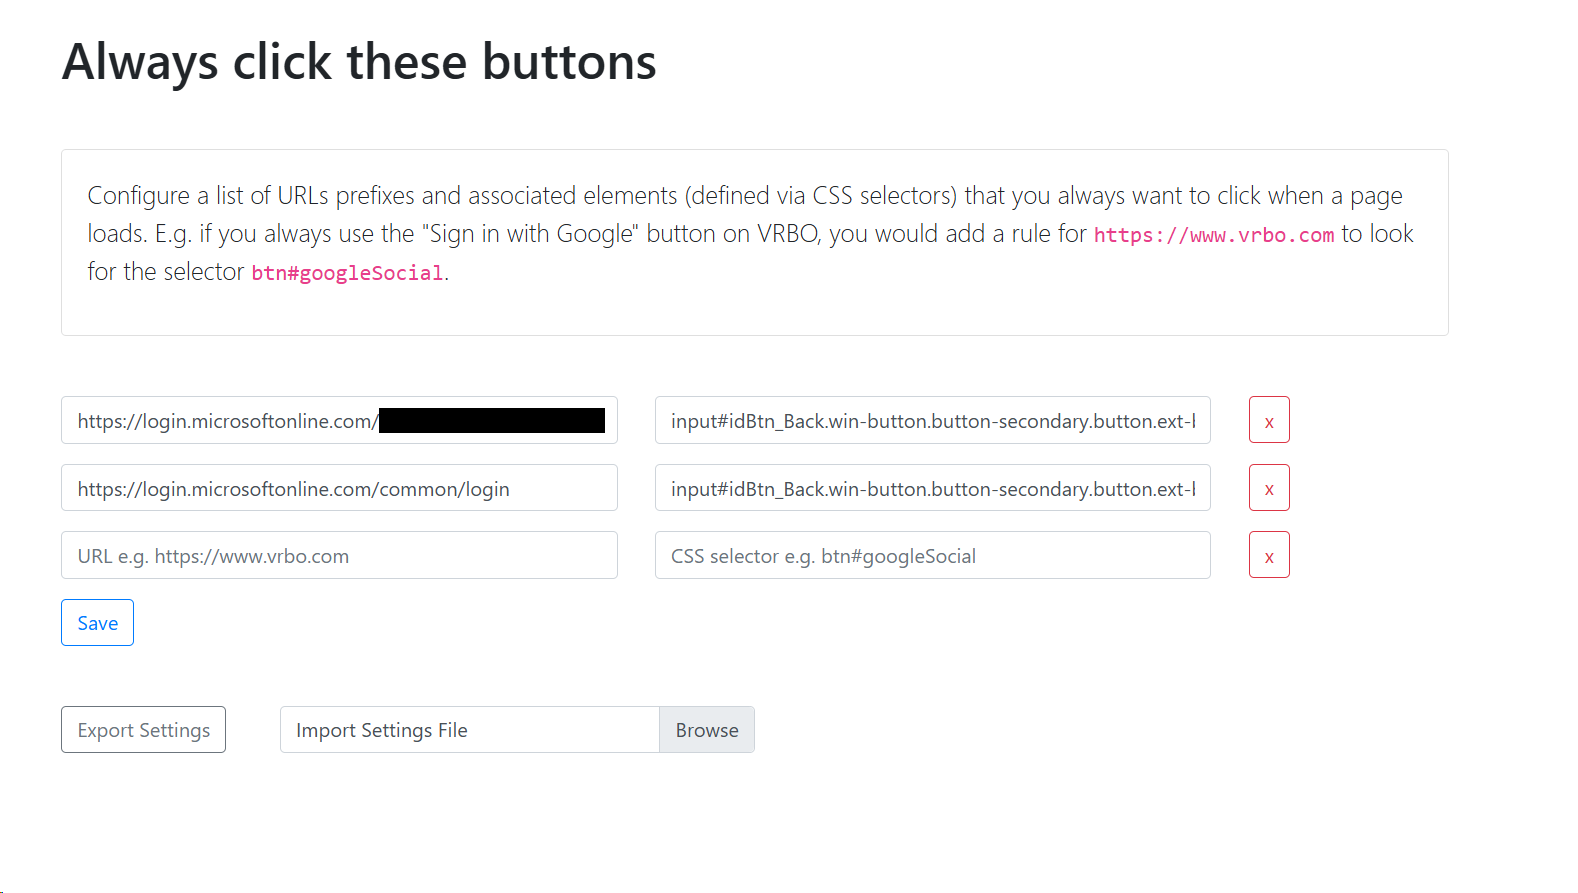 Always click these buttons
Configure a list of URLs prefixes and associated elements (defined via CSS selectors) that you always want to click when a page
loads. E.g. if you always use the "Sign in with Google" button on VRBO, you would add a rule for https://www.vrbo.com to look
for the selector btn#googleSocial.
https://login.microsoftonline.com/ input#idBtn_Back.win-button.button-secondary.button.ext- x
https://login.microsoftonline.com/common/login input#idBtn_Back.win-button.button-secondary.button.ext- x
URL e.g. https://www.vrbo.com CSS selector e.g. btn#googleSocial x
Save
Export Settings Import Settings File Browse